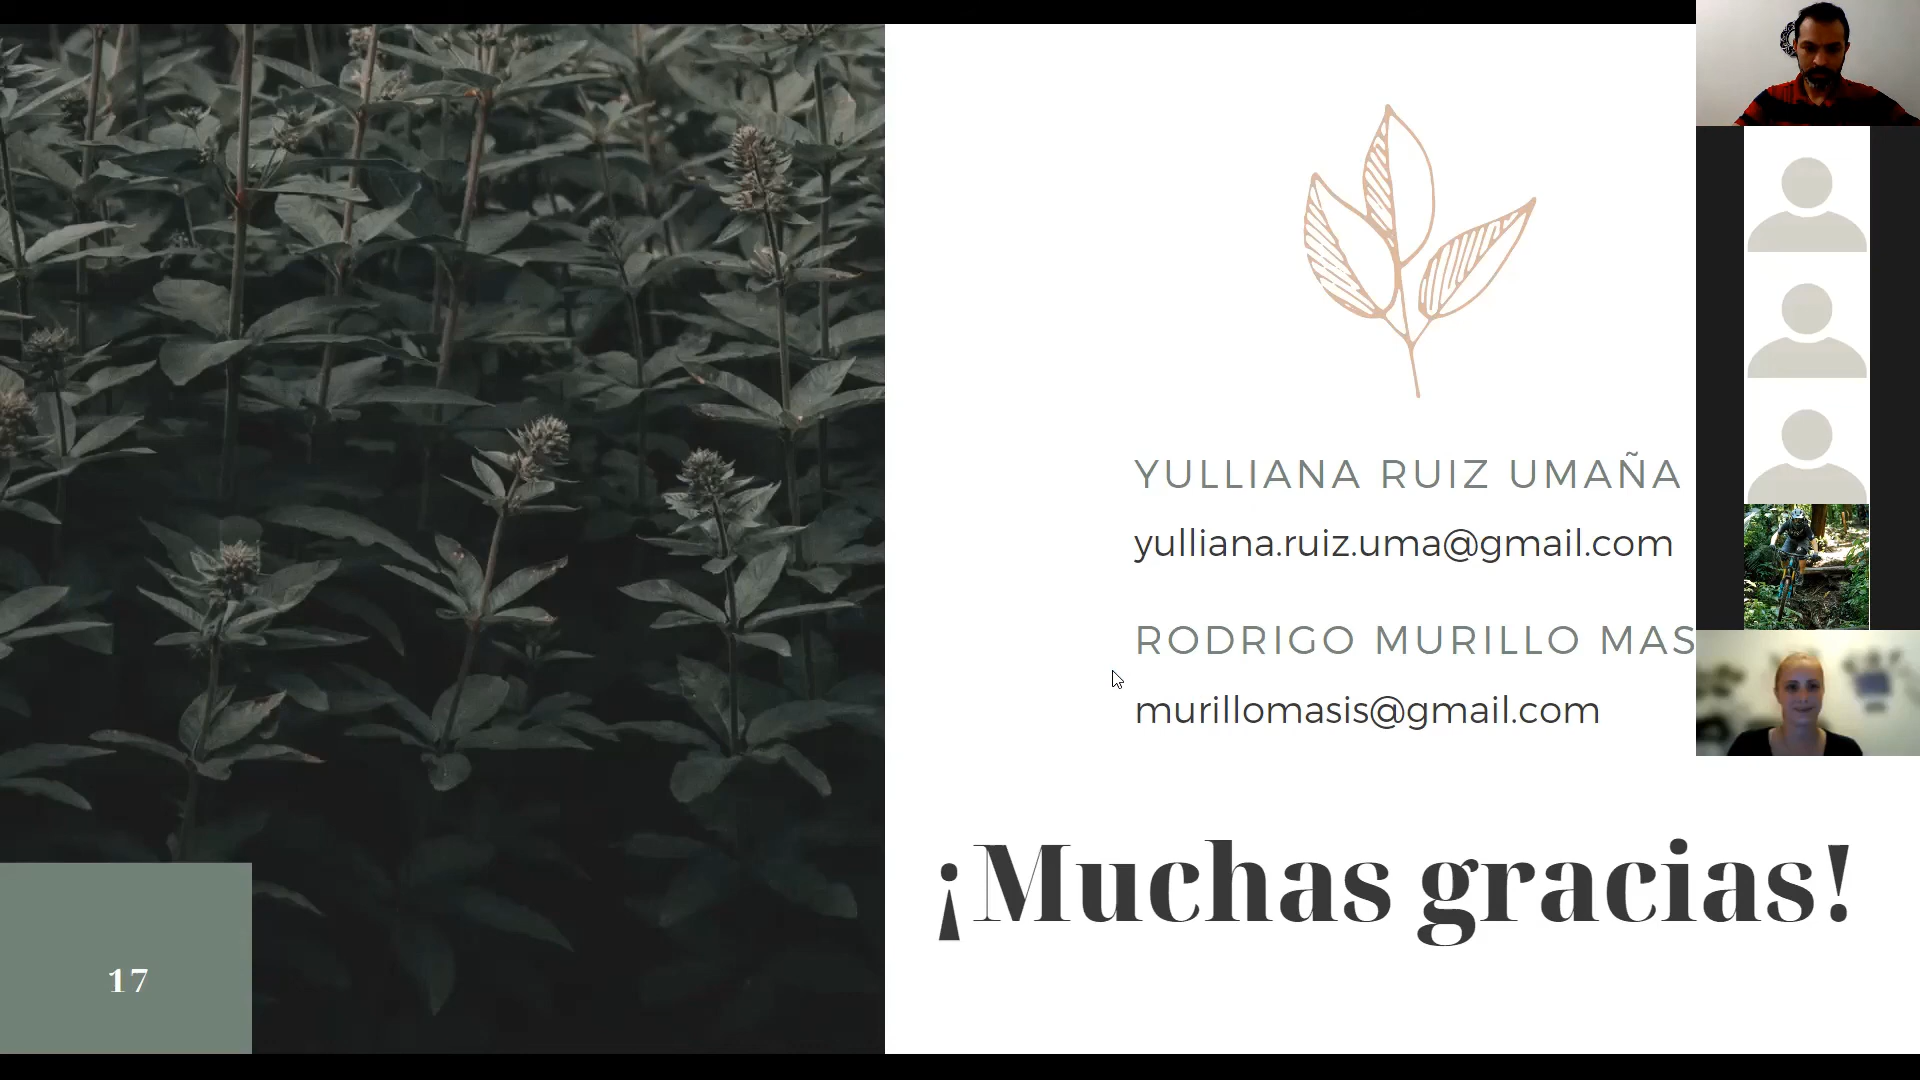 YULLIANA RUIZ UMAÑA
yulliana.ruiz.uma@gmail.com
RODRIGO MURILLO MAS
murillomasis@gmail.com
¡Muchas gracias!
17